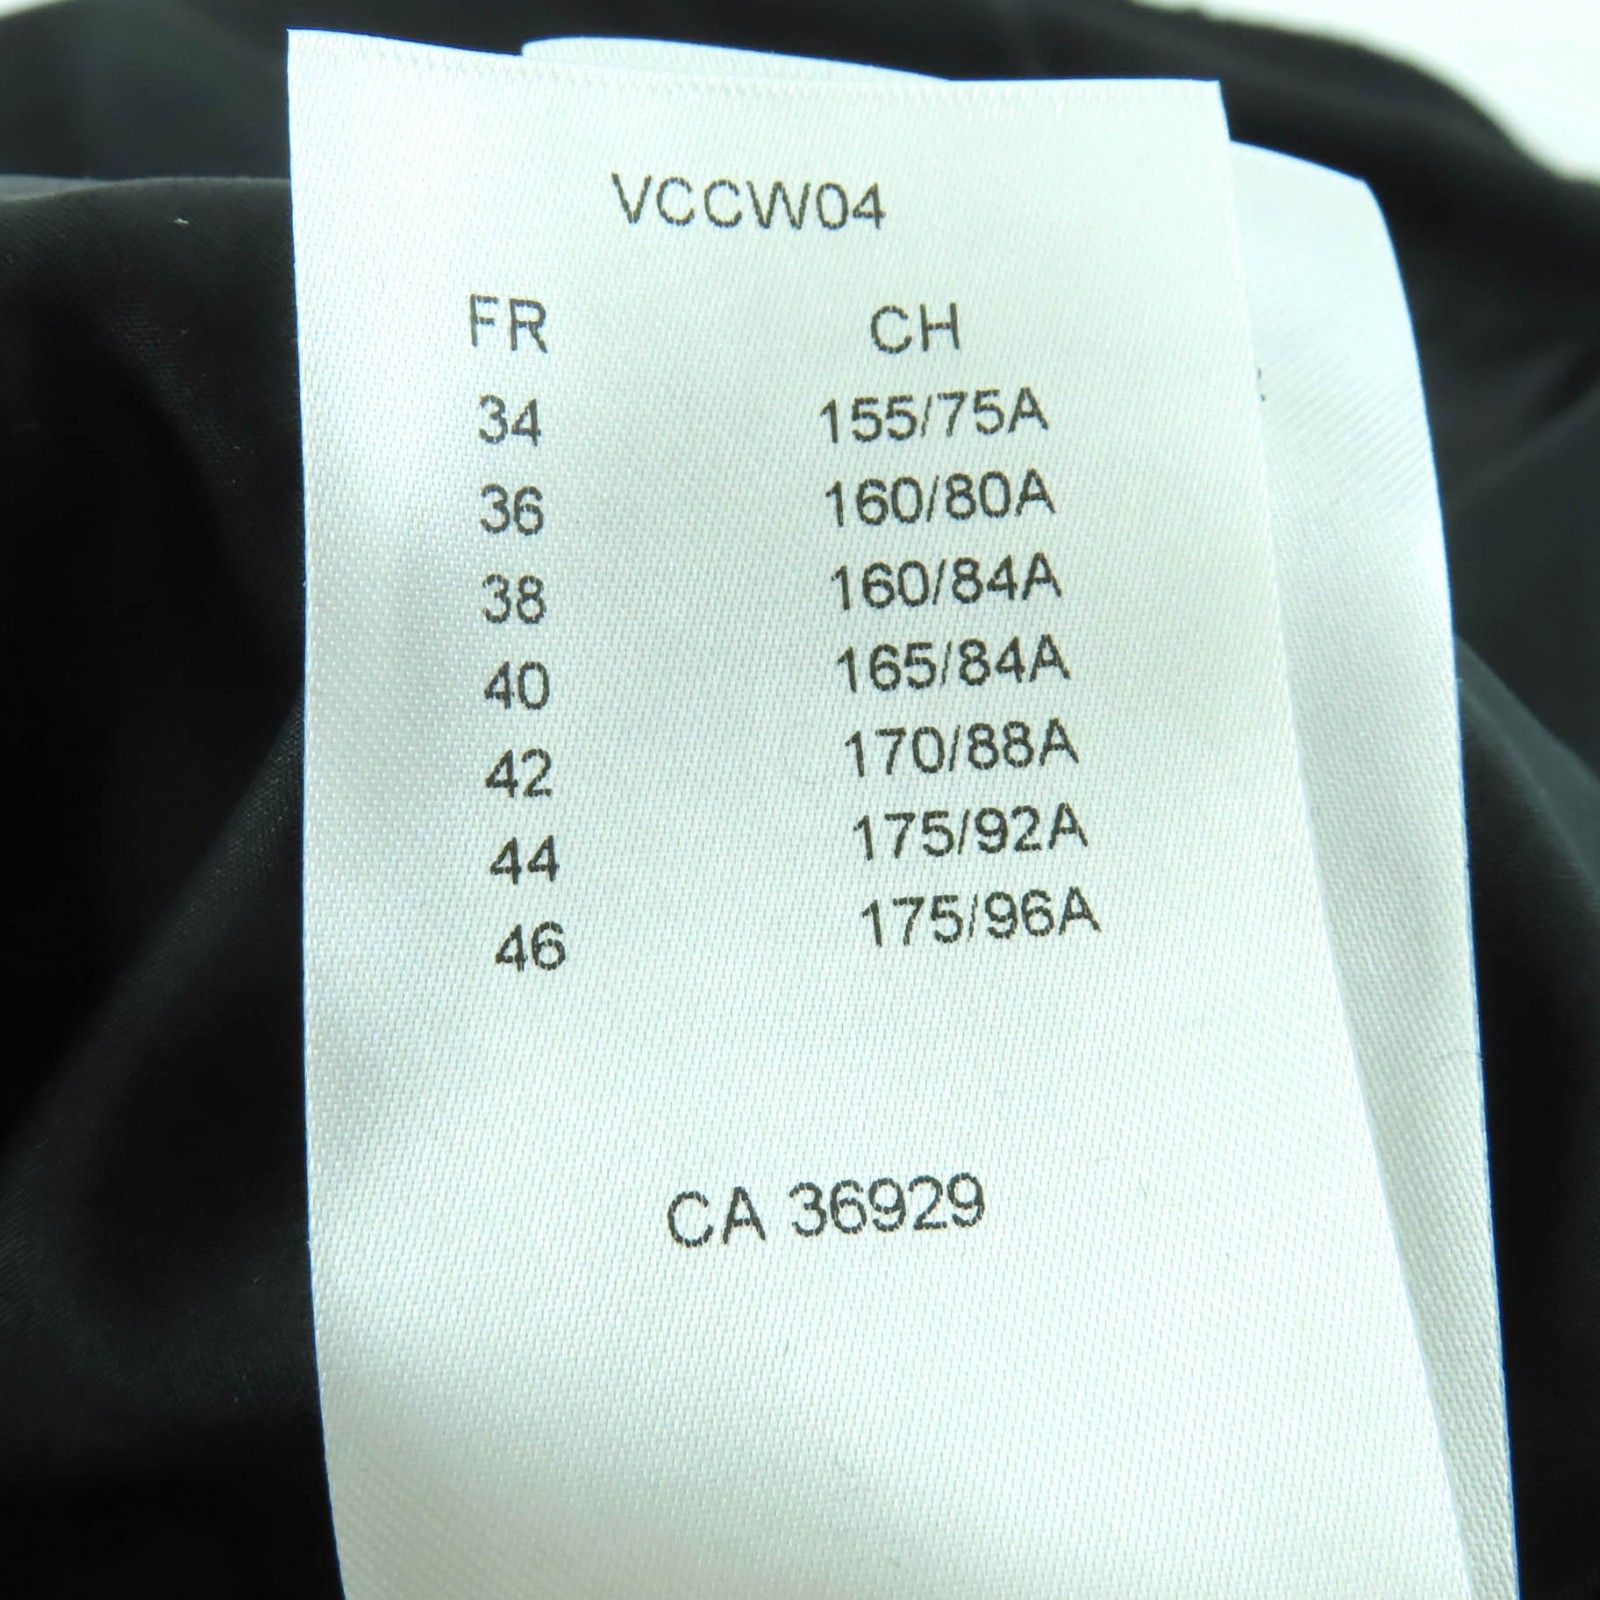 VCCW04
FR CH
34 155/75A
36 160/80A
38 160/84A
40 165/84A
42 170/88A
44 175/92A
46 175/96A
CA 36929